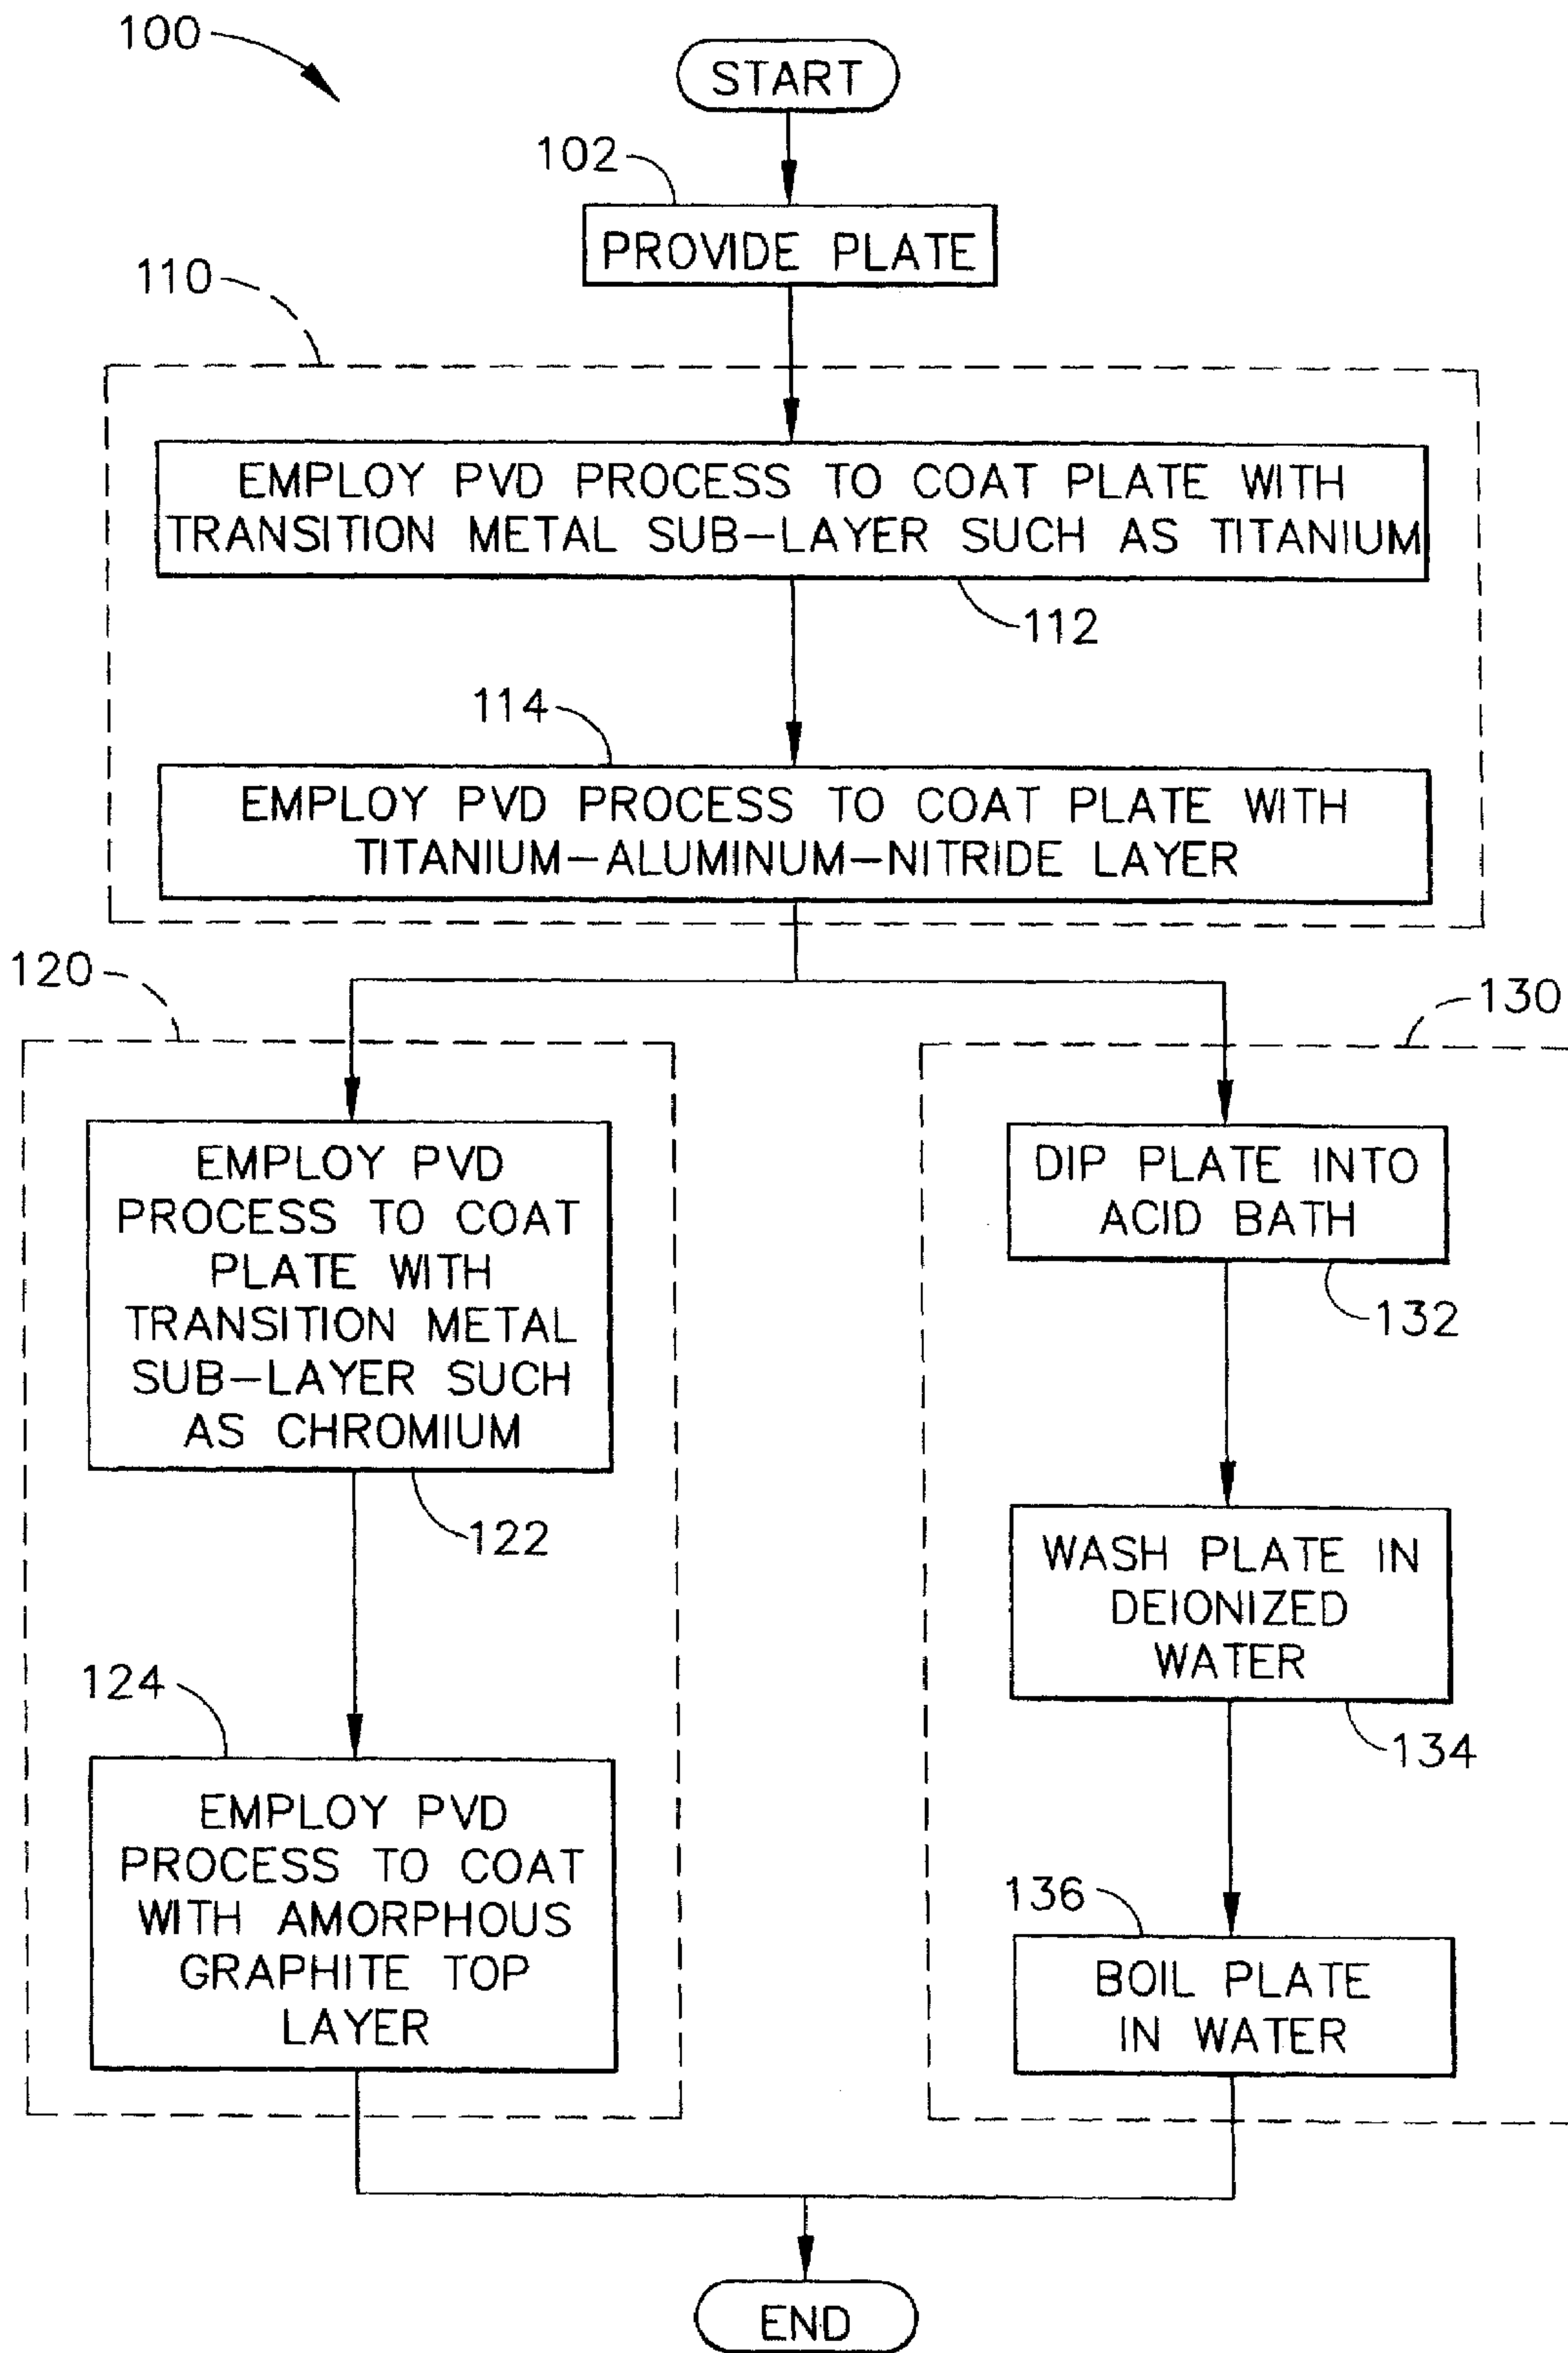 100
START
102
PROVIDE PLATE
110
EMPLOY PVD PROCESS TO COAT PLATE WITH
TRANSITION METAL SUB-LAYER SUCH AS TITANIUM
112
114
EMPLOY PVD PROCESS TO COAT PLATE WITH
TITANIUM-ALUMINUM-NITRIDE LAYER
120
EMPLOY PVD
PROCESS TO COAT
PLATE WITH
TRANSITION METAL
SUB-LAYER SUCH
AS CHROMIUM
122
124
EMPLOY PVD
PROCESS TO COAT
WITH AMORPHOUS
GRAPHITE TOP
LAYER
130
DIP PLATE INTO
ACID BATH
132
WASH PLATE IN
DEIONIZED
WATER
134
136
BOIL PLATE
IN WATER
END